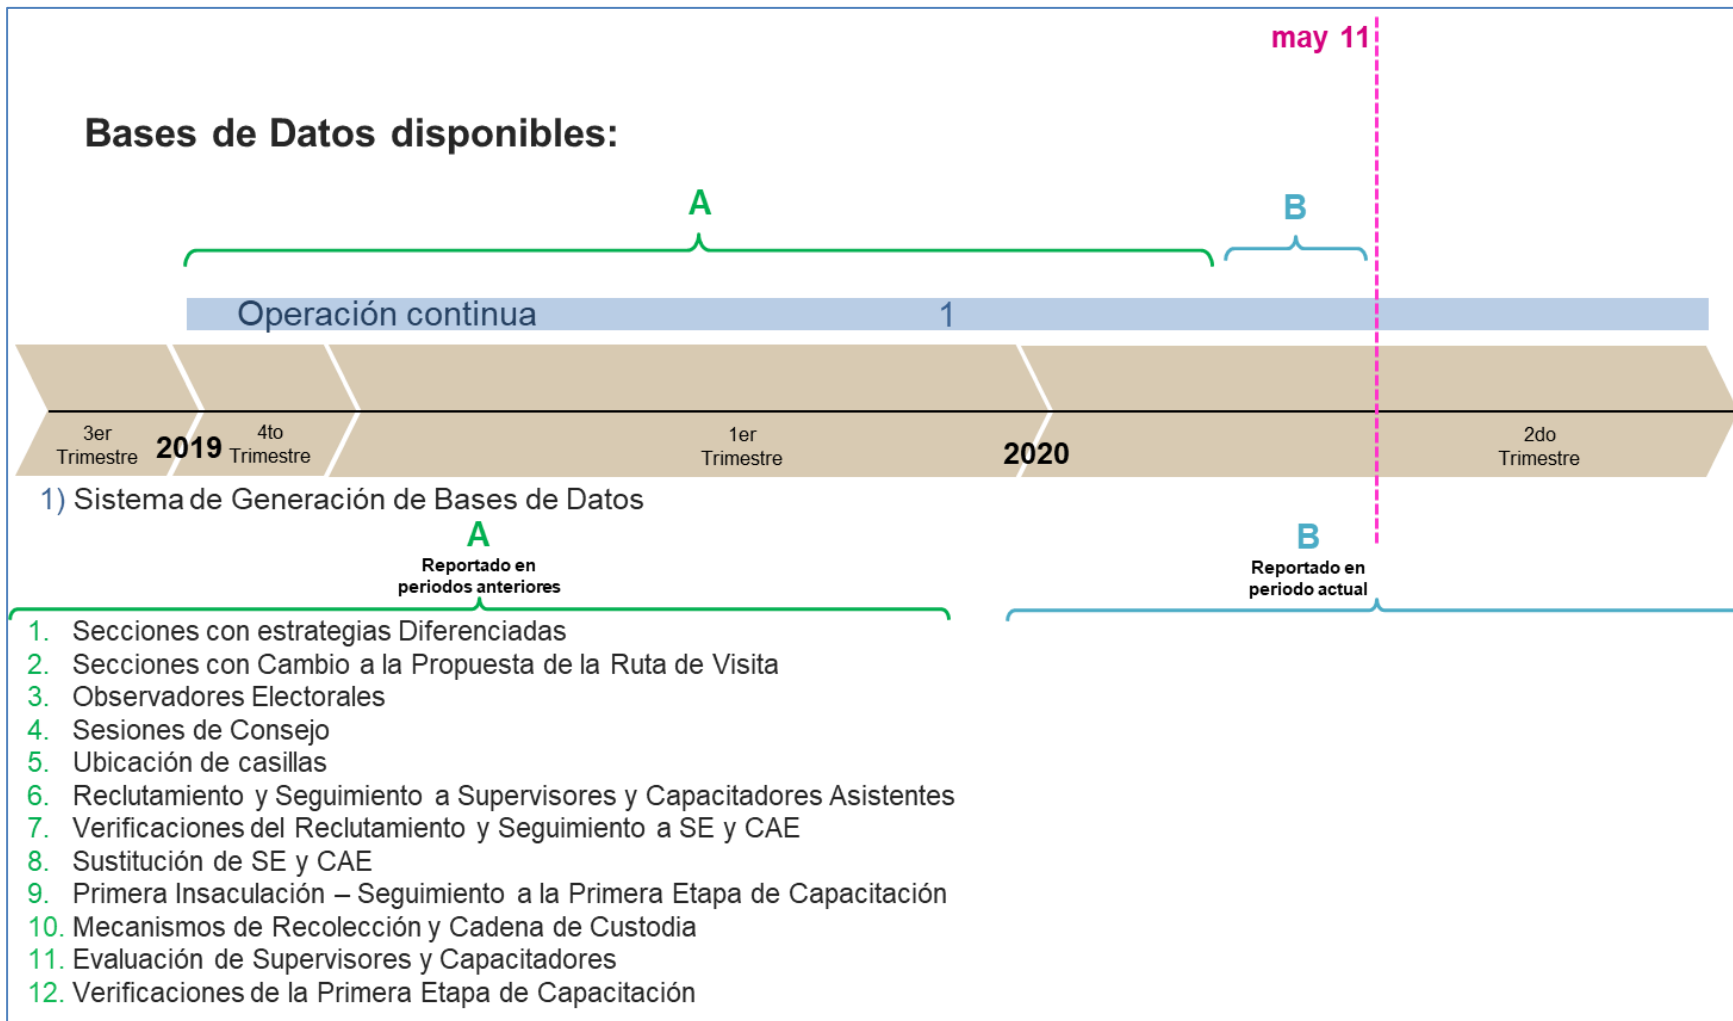 may 11
Bases de Datos disponibles:
A
B
Operación continua 1
3er
Trimestre
2019
4to
Trimestre
1er
Trimestre
2020
2do
Trimestre
1) Sistema de Generación de Bases de Datos
A
Reportado en
periodos anteriores
B
Reportado en
periodo actual
1. Secciones con estrategias Diferenciadas
2. Secciones con Cambio a la Propuesta de la Ruta de Visita
3. Observadores Electorales
4. Sesiones de Consejo
5. Ubicación de casillas
6. Reclutamiento y Seguimiento a Supervisores y Capacitadores Asistentes
7. Verificaciones del Reclutamiento y Seguimiento a SE y CAE
8. Sustitución de SE y CAE
9. Primera Insaculación – Seguimiento a la Primera Etapa de Capacitación
10. Mecanismos de Recolección y Cadena de Custodia
11. Evaluación de Supervisores y Capacitadores
12. Verificaciones de la Primera Etapa de Capacitación